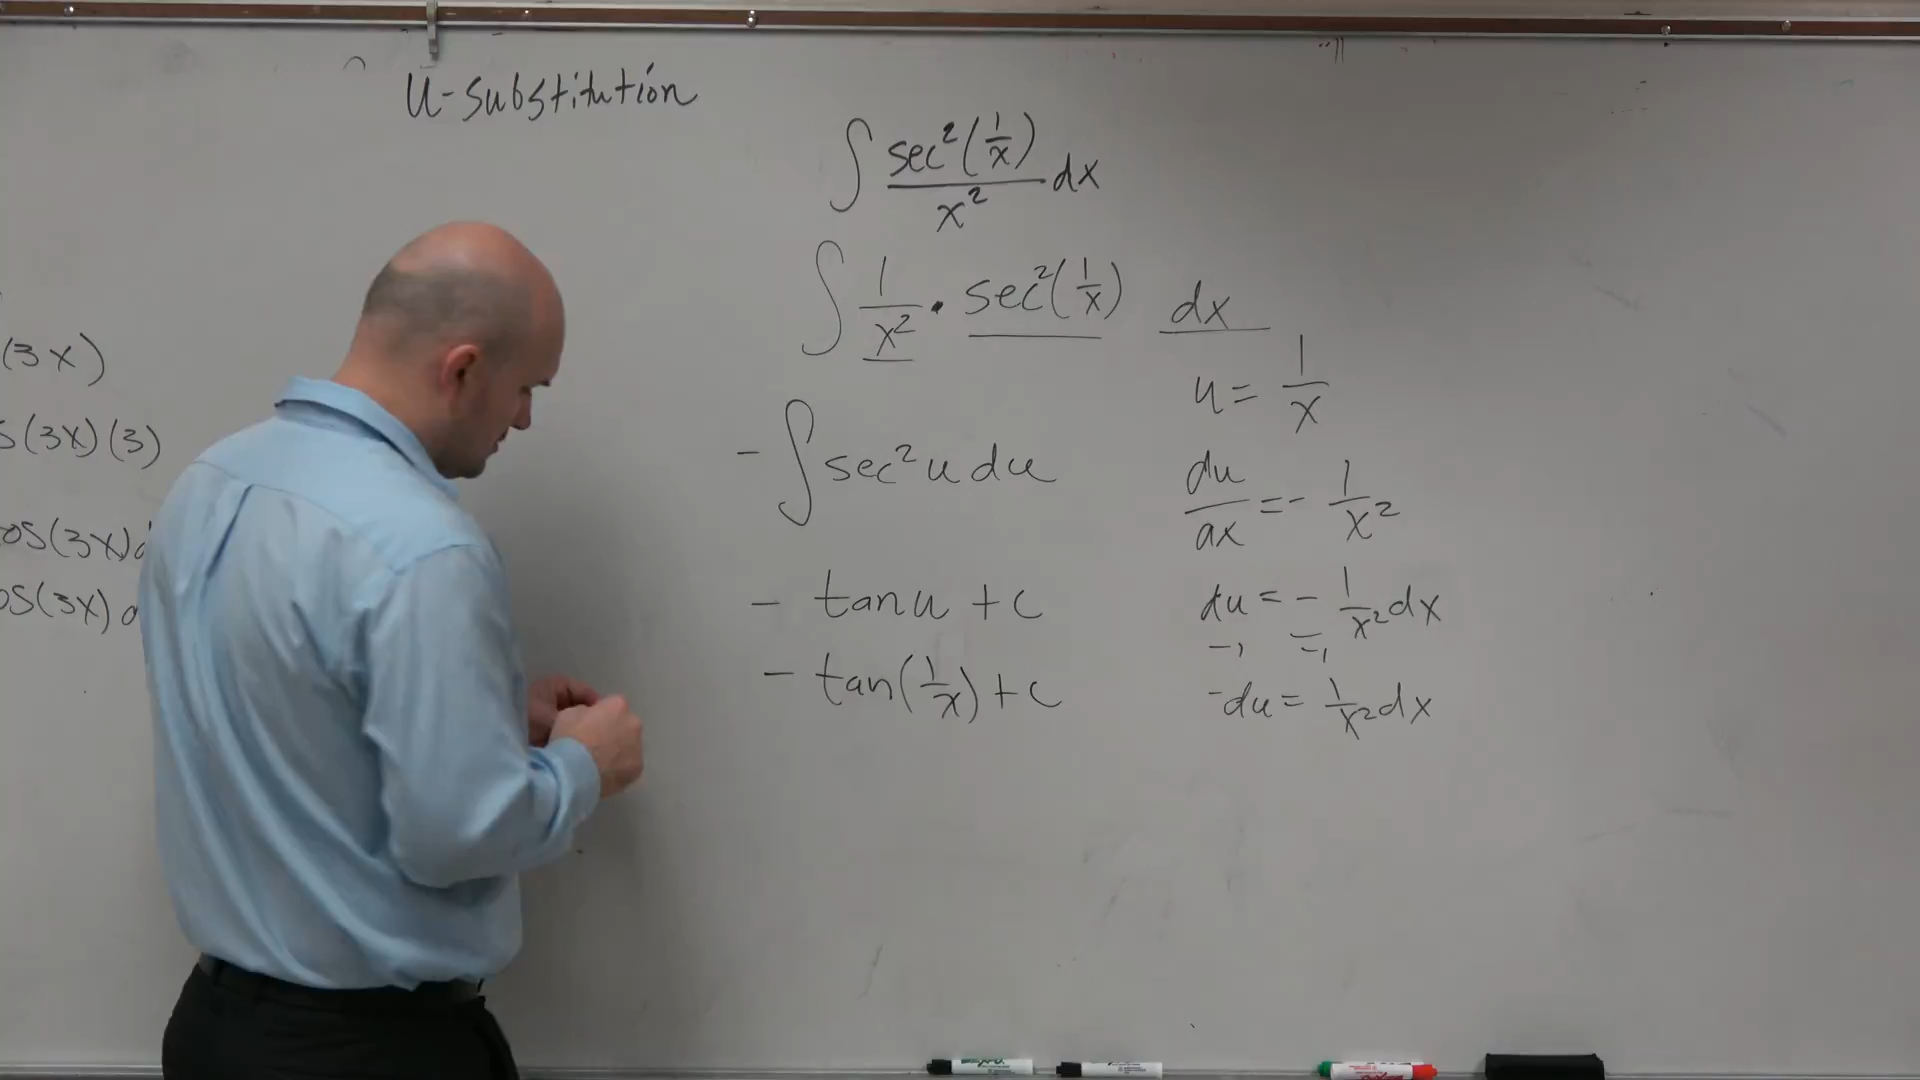 u-substitution
∫ sec²(1/x)/x² dx
∫ 1/x² · sec²(1/x) dx
u = 1/x
- ∫ sec² u du
du/dx = - 1/x²
- tan u + c
du = - 1/x² dx
-1 -1
- tan(1/x) + c
-du = 1/x² dx
(3x)
s(3x)(3)
os(3x)d
os(3x)d